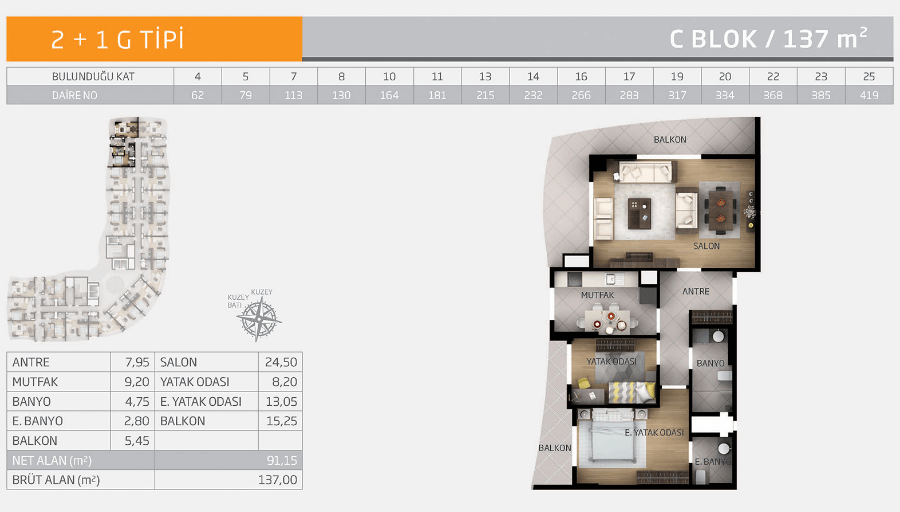 2 + 1 G TİPİ
C BLOK / 137 m²
BULUNDUĞU KAT 4 5 7 8 10 11 13 14 16 17 19 20 22 23 25
DAİRE NO 62 79 113 130 164 181 215 232 266 283 317 334 368 385 419
BALKON
SALON
MUTFAK
ANTRE
YATAK ODASI
BANYO
E. YATAK ODASI
BALKON
E. BANYO
KUZEY
KUZEY
BATI
ANTRE 7,95 SALON 24,50
MUTFAK 9,20 YATAK ODASI 8,20
BANYO 4,75 E. YATAK ODASI 13,05
E. BANYO 2,80 BALKON 15,25
BALKON 5,45
NET ALAN (m²) 91,15
BRÜT ALAN (m²) 137,00